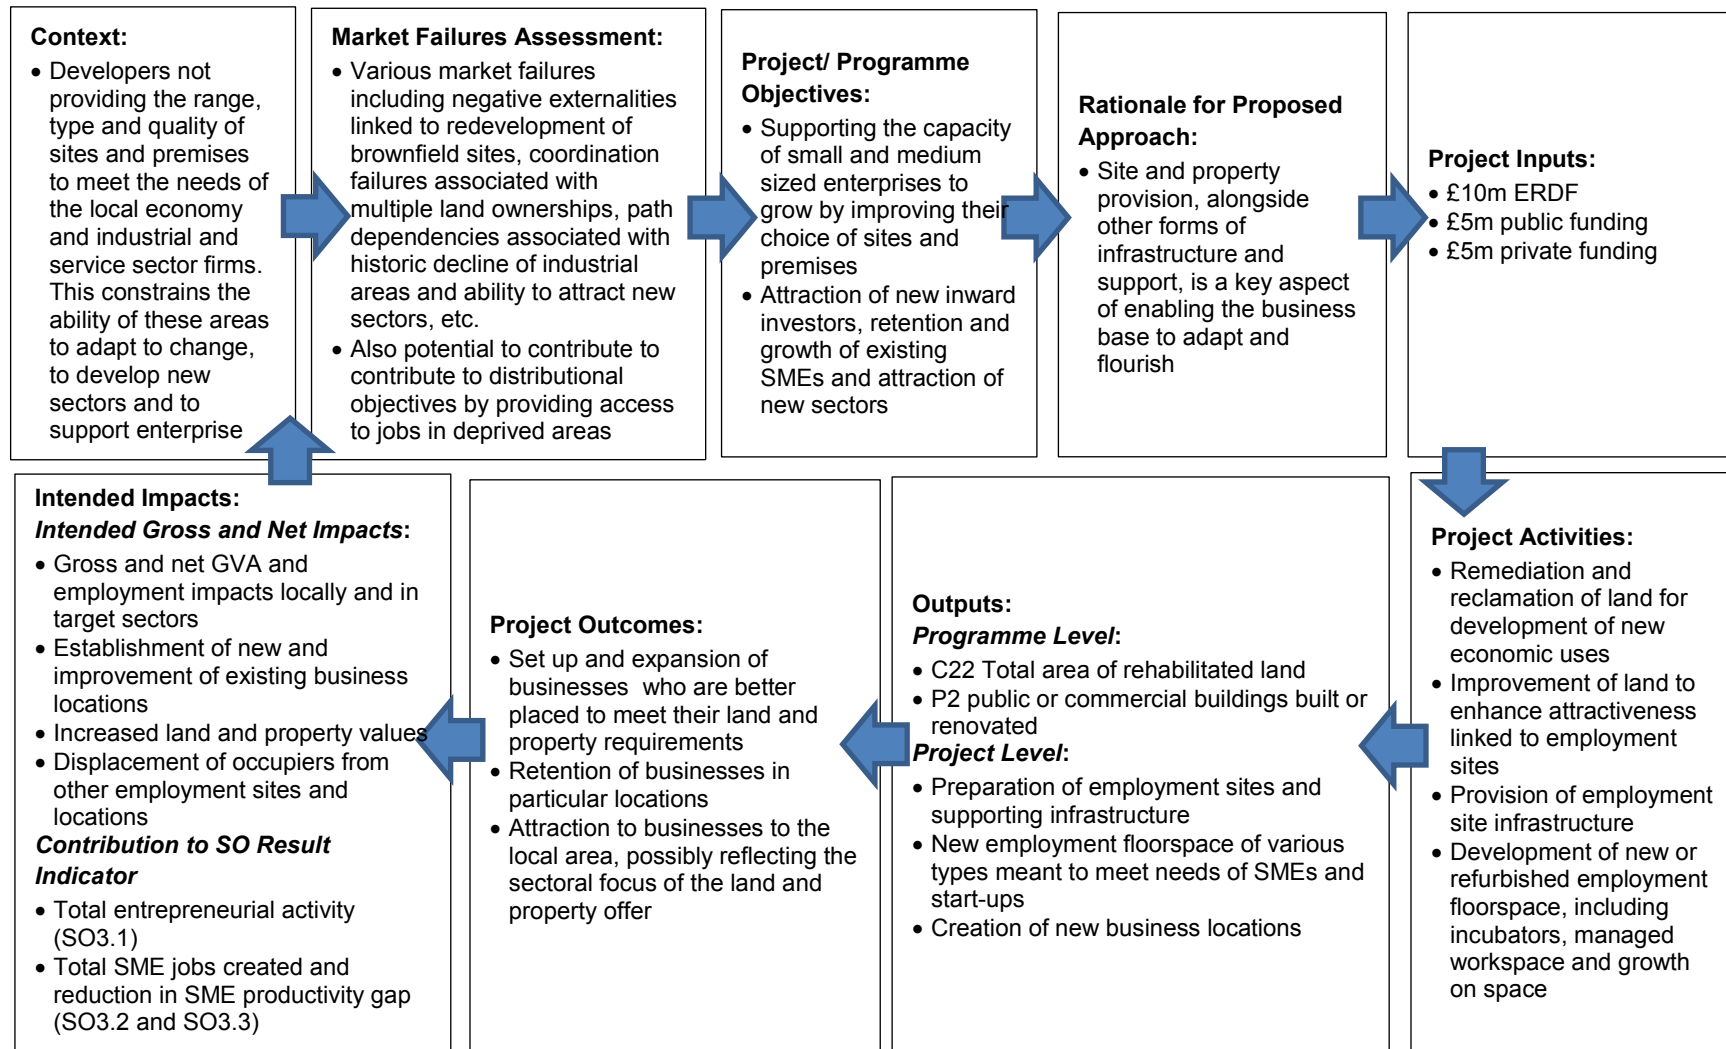 Context:
• Developers not
providing the range,
type and quality of
sites and premises
to meet the needs of
the local economy
and industrial and
service sector firms.
This constrains the
ability of these areas
to adapt to change,
to develop new
sectors and to
support enterprise
Market Failures Assessment:
• Various market failures
including negative externalities
linked to redevelopment of
brownfield sites, coordination
failures associated with
multiple land ownerships, path
dependencies associated with
historic decline of industrial
areas and ability to attract new
sectors, etc.
• Also potential to contribute to
contribute to distributional
objectives by providing access
to jobs in deprived areas
Project/ Programme
Objectives:
• Supporting the capacity
of small and medium
sized enterprises to
grow by improving their
choice of sites and
premises
• Attraction of new inward
investors, retention and
growth of existing
SMEs and attraction of
new sectors
Rationale for Proposed
Approach:
• Site and property
provision, alongside
other forms of
infrastructure and
support, is a key aspect
of enabling the business
base to adapt and
flourish
Project Inputs:
• £10m ERDF
• £5m public funding
• £5m private funding
Project Activities:
• Remediation and
reclamation of land for
development of new
economic uses
• Improvement of land to
enhance attractiveness
linked to employment
sites
• Provision of employment
site infrastructure
• Development of new or
refurbished employment
floorspace, including
incubators, managed
workspace and growth
on space
Outputs:
Programme Level:
• C22 Total area of rehabilitated land
• P2 public or commercial buildings built or
renovated
Project Level:
• Preparation of employment sites and
supporting infrastructure
• New employment floorspace of various
types meant to meet needs of SMEs and
start-ups
• Creation of new business locations
Project Outcomes:
• Set up and expansion of
businesses who are better
placed to meet their land and
property requirements
• Retention of businesses in
particular locations
• Attraction to businesses to the
local area, possibly reflecting the
sectoral focus of the land and
property offer
Intended Impacts:
Intended Gross and Net Impacts:
• Gross and net GVA and
employment impacts locally and in
target sectors
• Establishment of new and
improvement of existing business
locations
• Increased land and property values
• Displacement of occupiers from
other employment sites and
locations
Contribution to SO Result
Indicator
• Total entrepreneurial activity
(SO3.1)
• Total SME jobs created and
reduction in SME productivity gap
(SO3.2 and SO3.3)